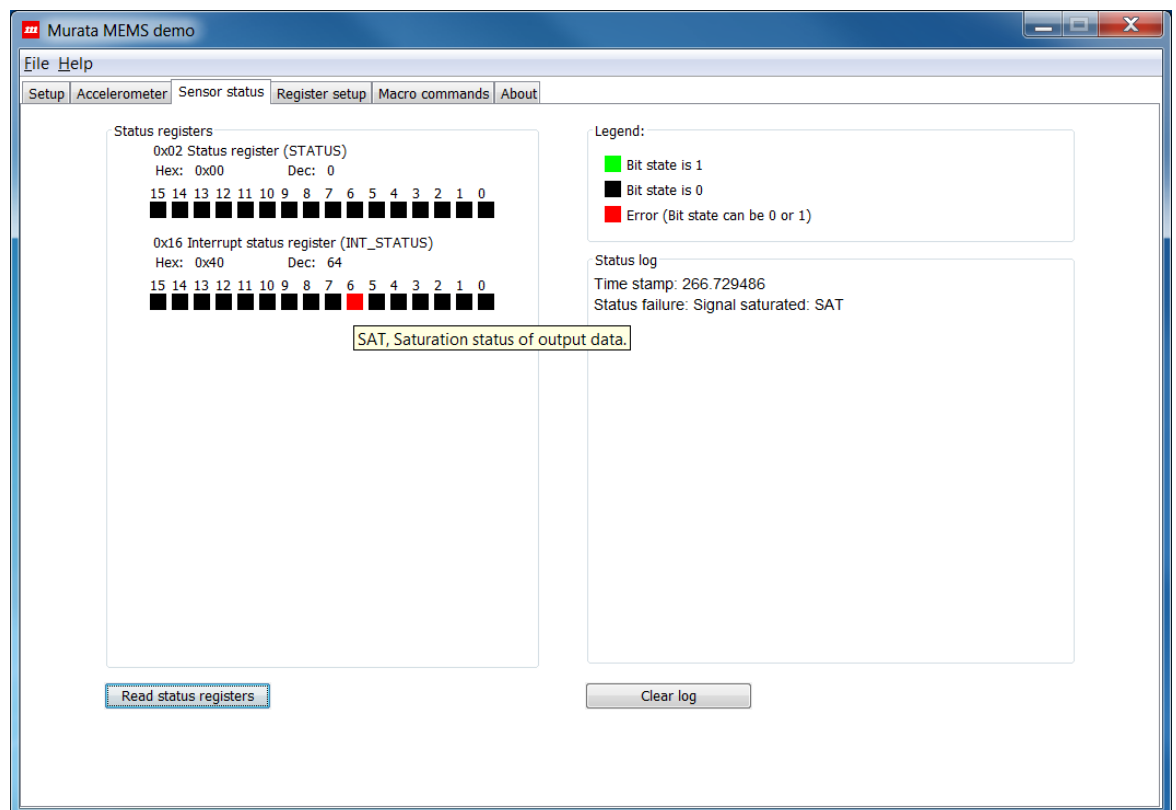 Murata MEMS demo
File Help
Setup Accelerometer Sensor status Register setup Macro commands About
Status registers
0x02 Status register (STATUS)
Hex: 0x00 Dec: 0
15 14 13 12 11 10 9 8 7 6 5 4 3 2 1 0
0x16 Interrupt status register (INT_STATUS)
Hex: 0x40 Dec: 64
15 14 13 12 11 10 9 8 7 6 5 4 3 2 1 0
SAT, Saturation status of output data.
Read status registers
Legend:
Bit state is 1
Bit state is 0
Error (Bit state can be 0 or 1)
Status log
Time stamp: 266.729486
Status failure: Signal saturated: SAT
Clear log